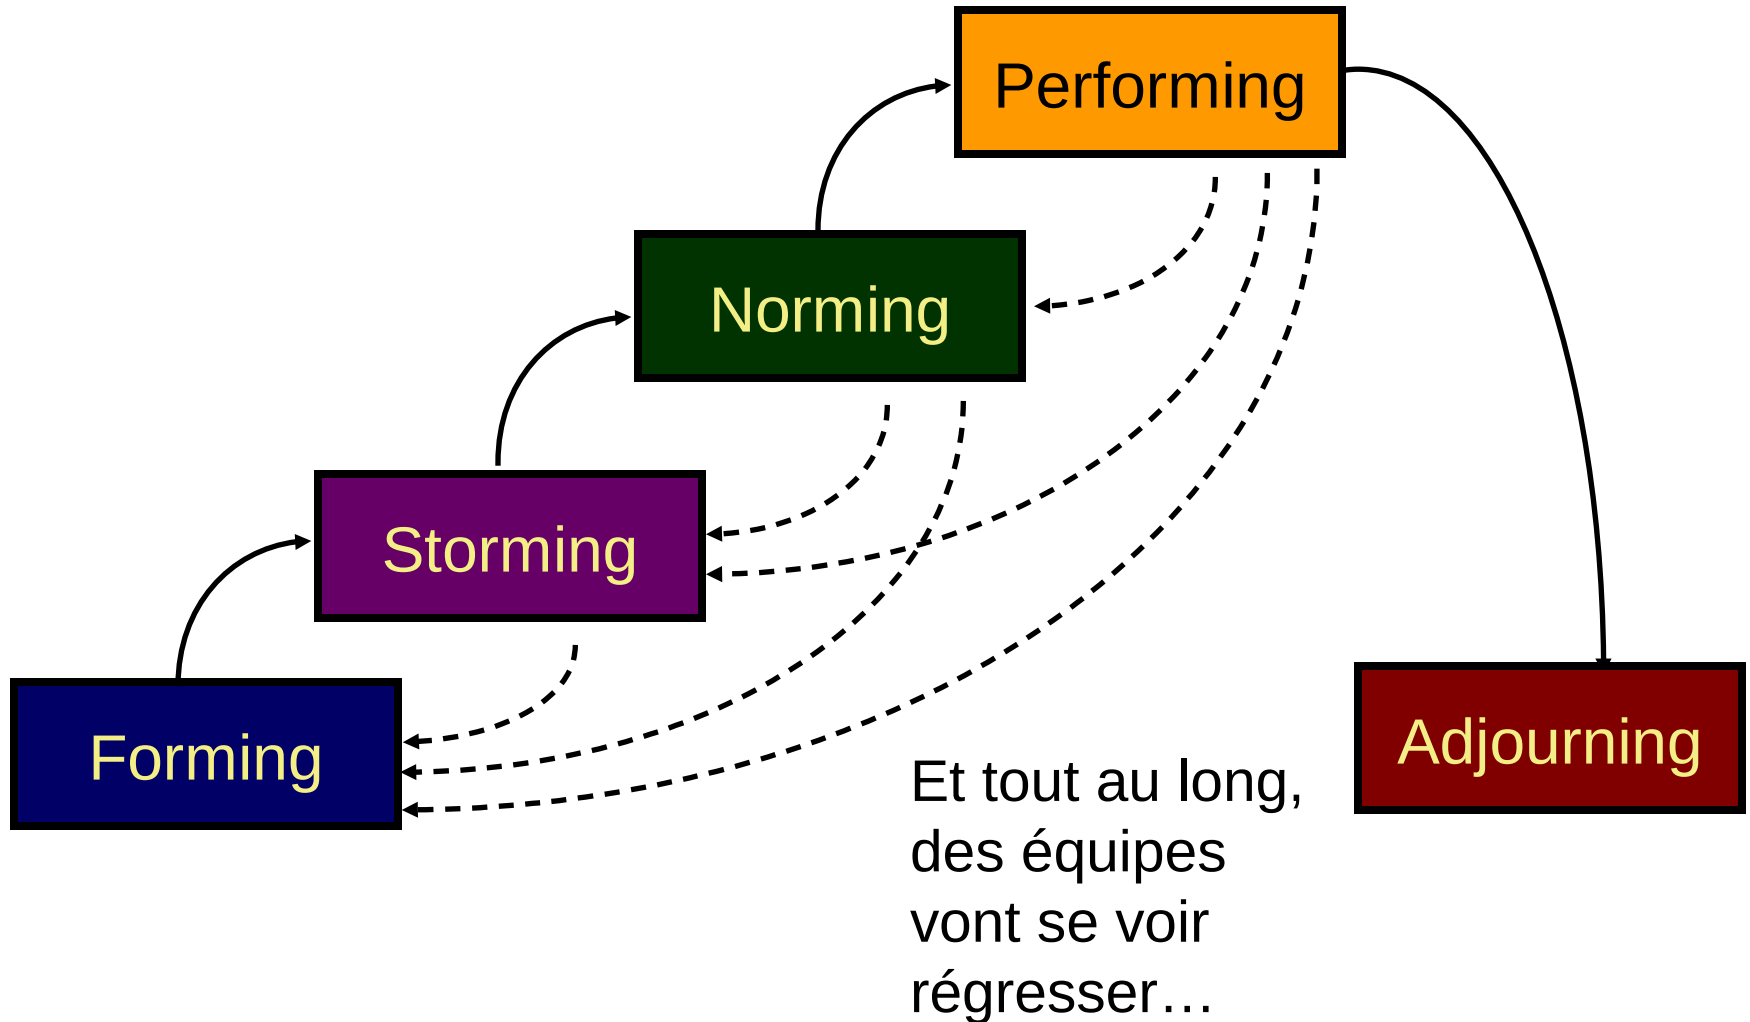 Performing
Norming
Storming
Forming
Adjourning
Et tout au long,
des équipes
vont se voir
régresser…